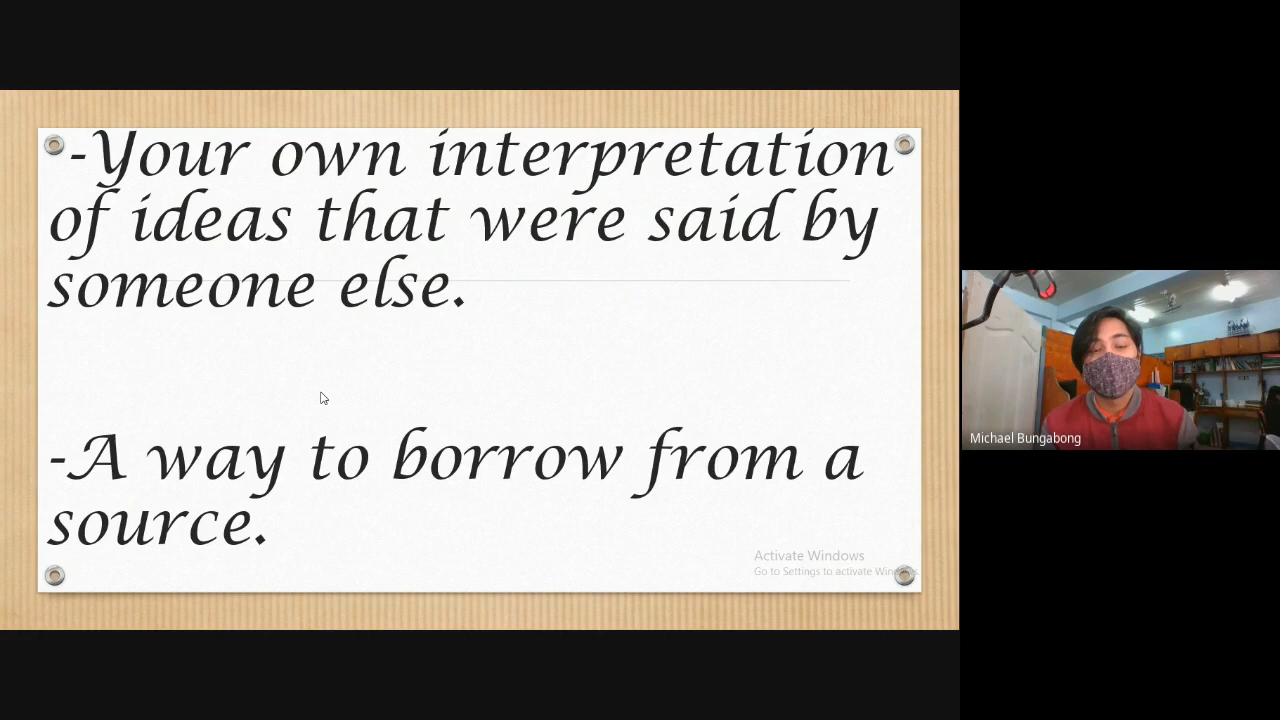 -Your own interpretation
of ideas that were said by
someone else.
-A way to borrow from a
source.
Activate Windows
Go to Settings to activate Windows.
Michael Bungabong